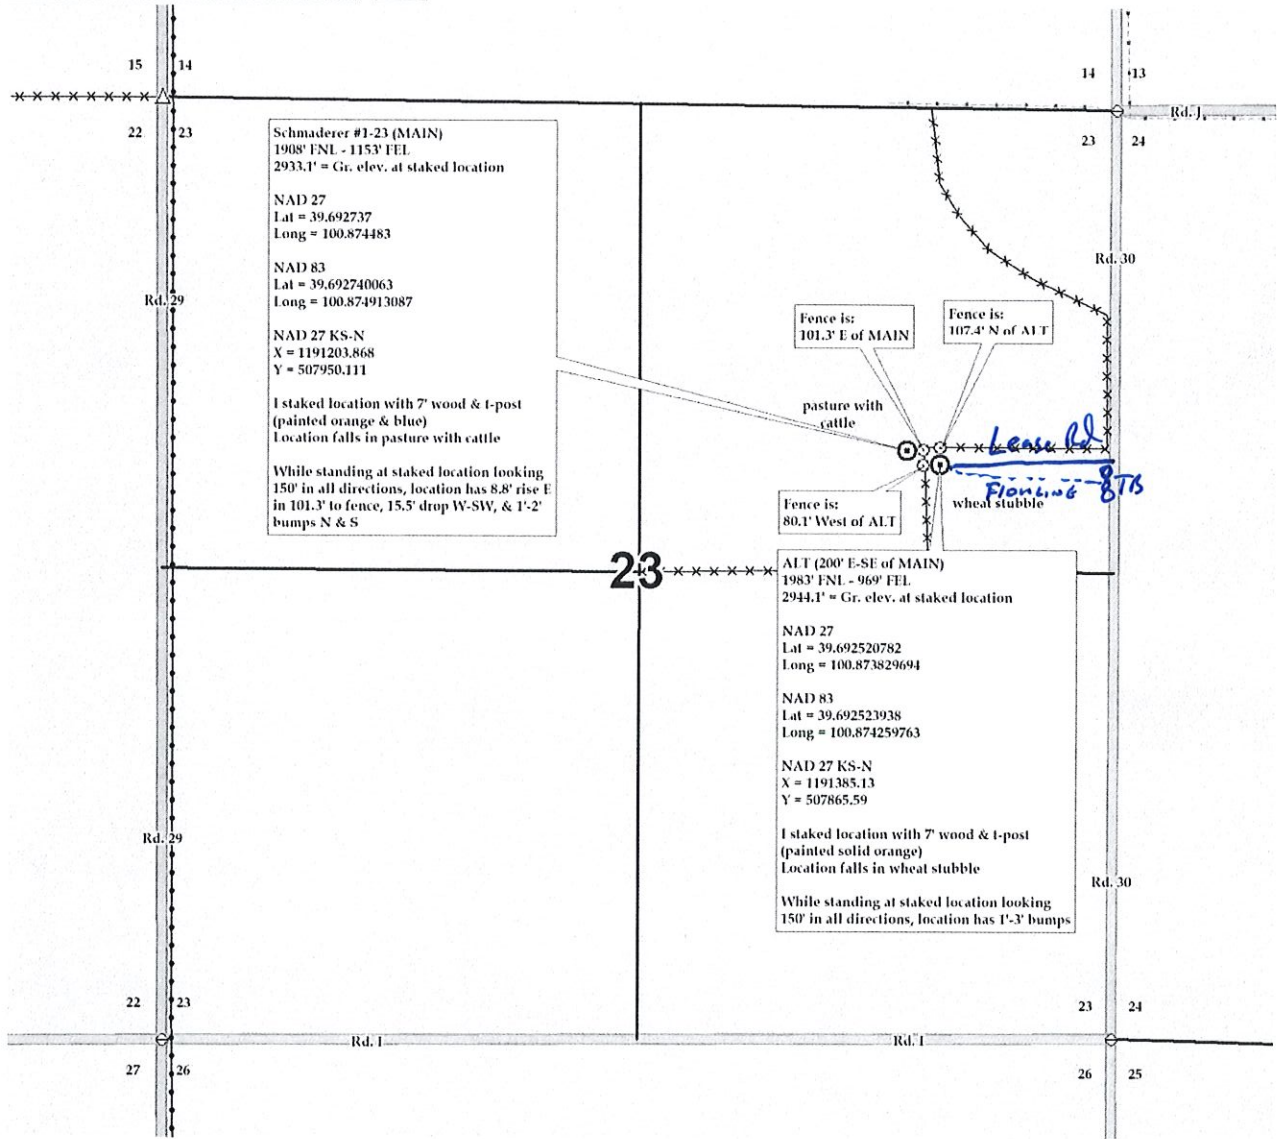 15 14
14 13
Rd. J
22 23
23 24
Schmaderer #1-23 (MAIN)
1908' FNL - 1153' FEL
2933.1' = Gr. elev. at staked location
NAD 27
Lat = 39.692737
Long = 100.874483
NAD 83
Lat = 39.692740063
Long = 100.874913087
NAD 27 KS-N
X = 1191203.868
Y = 507950.111
I staked location with 7' wood & t-post
(painted orange & blue)
Location falls in pasture with cattle
While standing at staked location looking
150' in all directions, location has 8.8' rise E
in 101.3' to fence, 15.5' drop W-SW, & 1'-2'
bumps N & S
Rd. 29
Rd. 30
Fence is:
101.3' E of MAIN
Fence is:
107.4' N of ALT
pasture with
cattle
Lease Rd
Flowline
TB
wheat stubble
Fence is:
80.1' West of ALT
23
ALT (200' E-SE of MAIN)
1983' FNL - 969' FEL
2944.1' = Gr. elev. at staked location
NAD 27
Lat = 39.692520782
Long = 100.873829694
NAD 83
Lat = 39.692523938
Long = 100.874259763
NAD 27 KS-N
X = 1191385.13
Y = 507865.59
I staked location with 7' wood & t-post
(painted solid orange)
Location falls in wheat stubble
While standing at staked location looking
150' in all directions, location has 1'-3' bumps
Rd. 29
Rd. 30
22 23
23 24
Rd. I
Rd. I
27 26
26 25